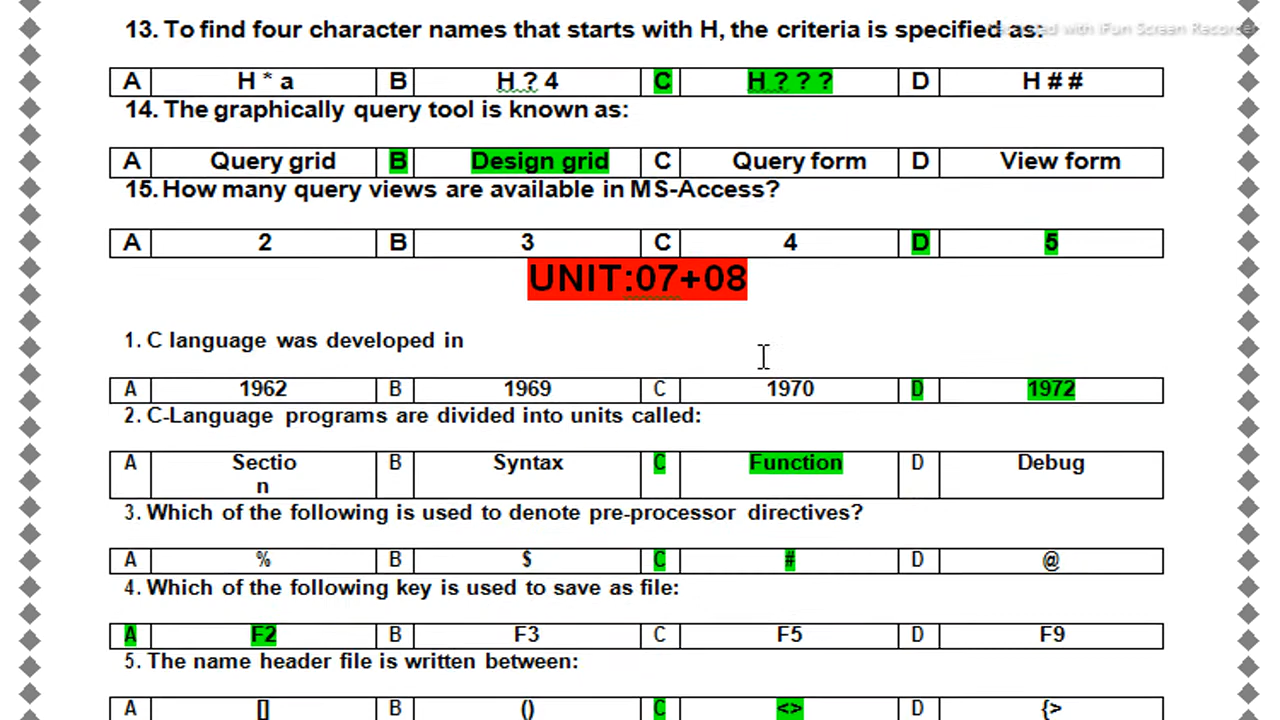 13. To find four character names that starts with H, the criteria is specified as:
Recorded with iFun Screen Recorder
A H * a B H ? 4 C H ? ? ? D H # #
14. The graphically query tool is known as:
A Query grid B Design grid C Query form D View form
15. How many query views are available in MS-Access?
A 2 B 3 C 4 D 5
UNIT:07+08
1. C language was developed in
A 1962 B 1969 C 1970 D 1972
2. C-Language programs are divided into units called:
A Sectio B Syntax C Function D Debug
n
3. Which of the following is used to denote pre-processor directives?
A % B $ C # D @
4. Which of the following key is used to save as file:
A F2 B F3 C F5 D F9
5. The name header file is written between:
A [] B () C <> D {>